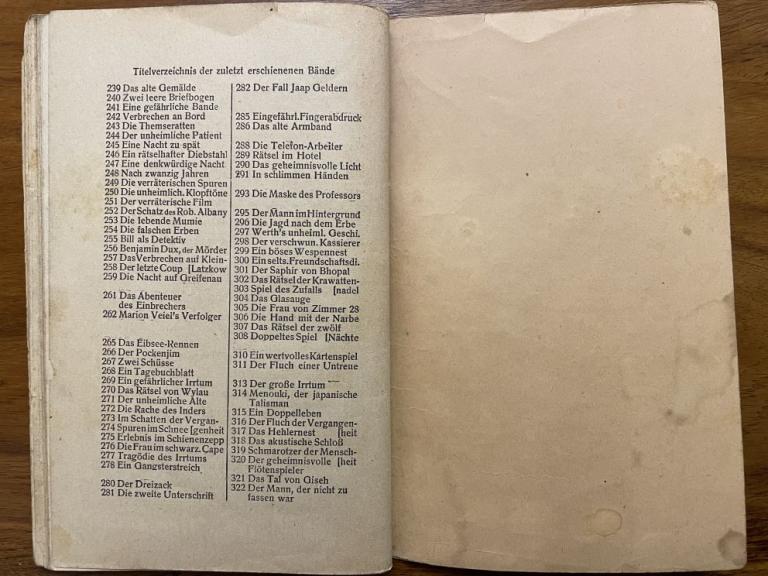 Titelverzeichnis der zuletzt erschienenen Bände
239 Das alte Gemälde
240 Zwei leere Briefbogen
241 Eine gefährliche Bande
242 Verbrechen an Bord
243 Die Themseratten
244 Der unheimliche Patient
245 Eine Nacht zu spät
246 Ein rätselhafter Diebstahl
247 Eine denkwürdige Nacht
248 Nach zwanzig Jahren
249 Die verräterischen Spuren
250 Die unheimlich. Klopftöne
251 Der verräterische Film
252 Der Schatz des Rob. Albany
253 Die lebende Mumie
254 Die falschen Erben
255 Bill als Detektiv
256 Benjamin Dux, der Mörder
257 Das Verbrechen auf Klein-
258 Der letzte Coup [Latzkow
259 Die Nacht auf Greifenau
261 Das Abenteuer
des Einbrechers
262 Marion Veiel's Verfolger
265 Das Eibsee-Rennen
266 Der Pockenjim
267 Zwei Schüsse
268 Ein Tagebuchblatt
269 Ein gefährlicher Irrtum
270 Das Rätsel von Wylau
271 Der unheimliche Alte
272 Die Rache des Inders
273 Im Schatten der Vergan-
274 Spuren im Schnee [genheit
275 Erlebnis im Schienenzepp
276 Die Frau im schwarz. Cape
277 Tragödie des Irrtums
278 Ein Gangsterstreich
280 Der Dreizack
281 Die zweite Unterschrift
282 Der Fall Jaap Geldern
285 Eingefährl. Fingerabdruck
286 Das alte Armband
288 Die Telefon-Arbeiter
289 Rätsel im Hotel
290 Das geheimnisvolle Licht
291 In schlimmen Händen
293 Die Maske des Professors
295 Der Mann im Hintergrund
296 Die Jagd nach dem Erbe
297 Werth's unheiml. Geschi.
298 Der verschwun. Kassierer
299 Ein böses Wespennest
300 Ein selts. Freundschaftsdi.
301 Der Saphir von Bhopal
302 Das Rätsel der Krawatten-
303 Spiel des Zufalls [nadel
304 Das Glasauge
305 Die Frau von Zimmer 28
306 Die Hand mit der Narbe
307 Das Rätsel der zwölf
308 Doppeltes Spiel [Nächte
310 Ein wertvolles Kartenspiel
311 Der Fluch einer Untreue
313 Der große Irrtum
314 Menouki, der japanische
Talisman
315 Ein Doppelleben
316 Der Fluch der Vergangen-
317 Das Hehlernest [heit
318 Das akustische Schloß
319 Schmarotzer der Mensch-
320 Der geheimnisvolle [heit
Flötenspieler
321 Das Tal von Giseh
322 Der Mann, der nicht zu
fassen war